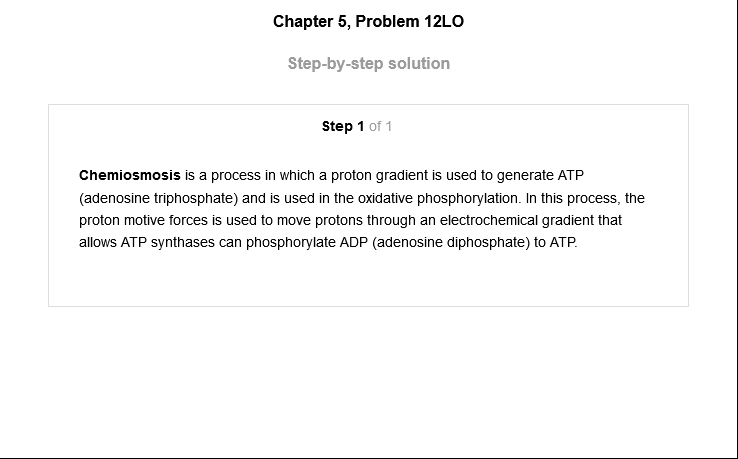 Chapter 5, Problem 12LO
Step-by-step solution
Step 1 of 1
Chemiosmosis is a process in which a proton gradient is used to generate ATP
(adenosine triphosphate) and is used in the oxidative phosphorylation. In this process, the
proton motive forces is used to move protons through an electrochemical gradient that
allows ATP synthases can phosphorylate ADP (adenosine diphosphate) to ATP.